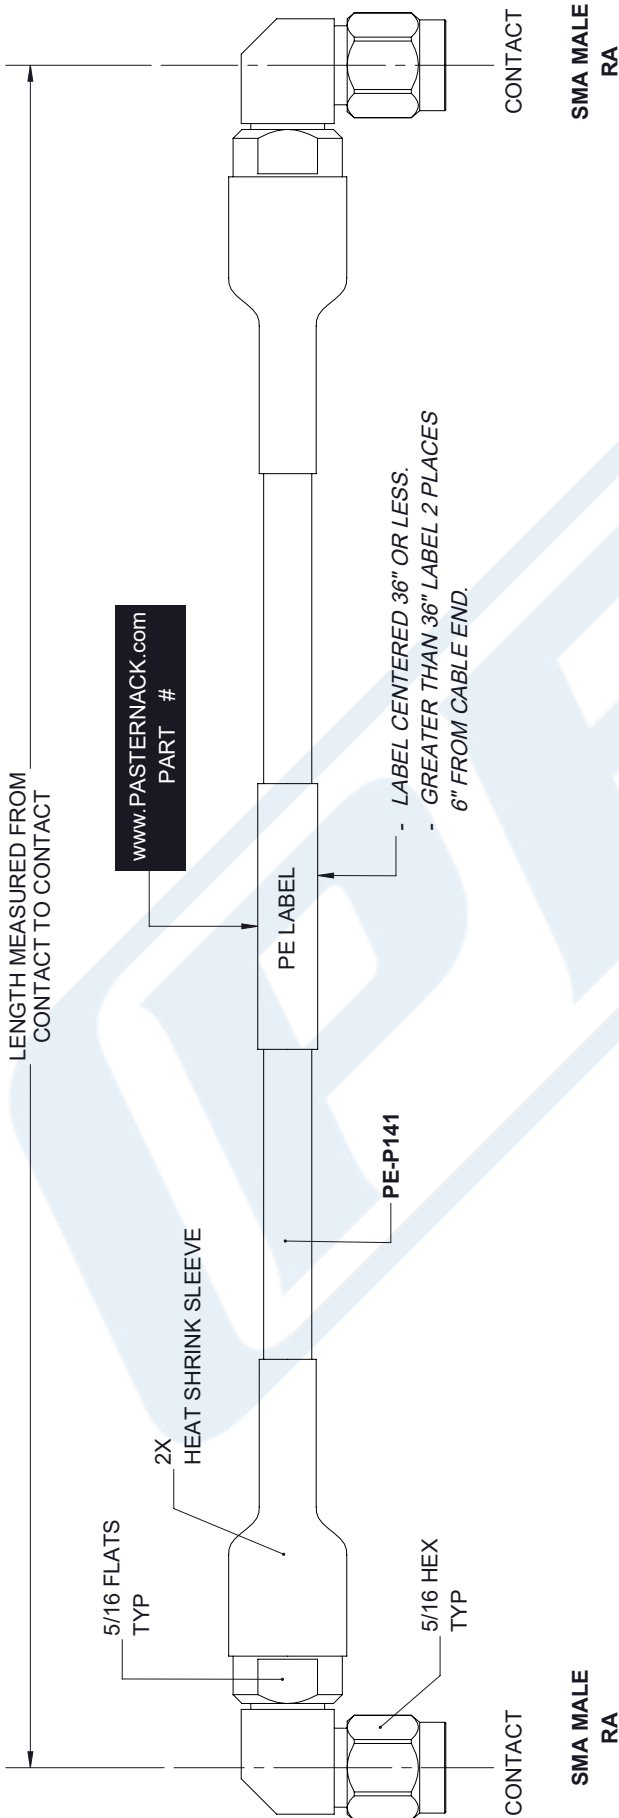 LENGTH MEASURED FROM
CONTACT TO CONTACT
www.PASTERNACK.com
PART #
5/16 FLATS
TYP
2X
HEAT SHRINK SLEEVE
PE LABEL
5/16 HEX
TYP
PE-P141
- LABEL CENTERED 36" OR LESS.
- GREATER THAN 36" LABEL 2 PLACES
6" FROM CABLE END.
CONTACT
SMA MALE
RA
CONTACT
SMA MALE
RA